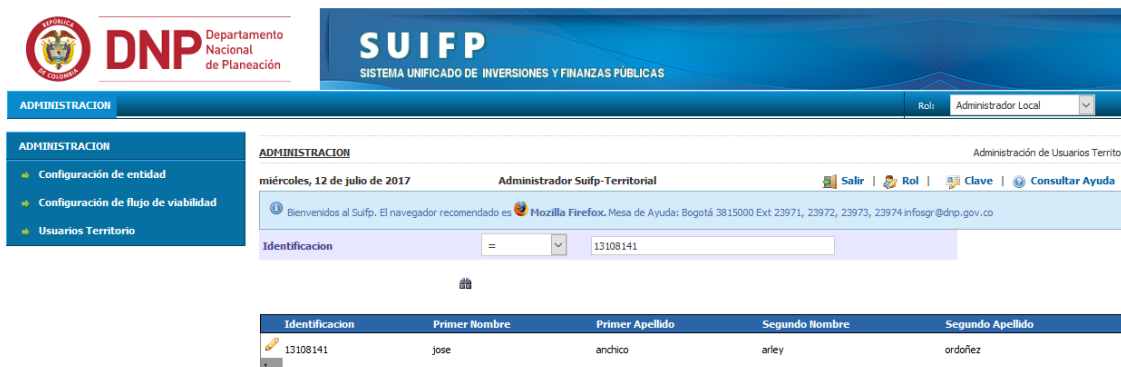 REPÚBLICA
DE COLOMBIA
DNP Departamento
Nacional
de Planeación
SUIFP
SISTEMA UNIFICADO DE INVERSIONES Y FINANZAS PÚBLICAS
ADMINISTRACION
Rol: Administrador Local
ADMINISTRACION
Configuración de entidad
Configuración de flujo de viabilidad
Usuarios Territorio
ADMINISTRACION Administración de Usuarios Territo
miércoles, 12 de julio de 2017 Administrador Suifp-Territorial Salir | Rol | Clave | Consultar Ayuda
Bienvenidos al Suifp. El navegador recomendado es Mozilla Firefox. Mesa de Ayuda: Bogotá 3815000 Ext 23971, 23972, 23973, 23974 infosgr@dnp.gov.co
Identificacion = 13108141
Identificacion Primer Nombre Primer Apellido Segundo Nombre Segundo Apellido
13108141 jose anchico arley ordoñez